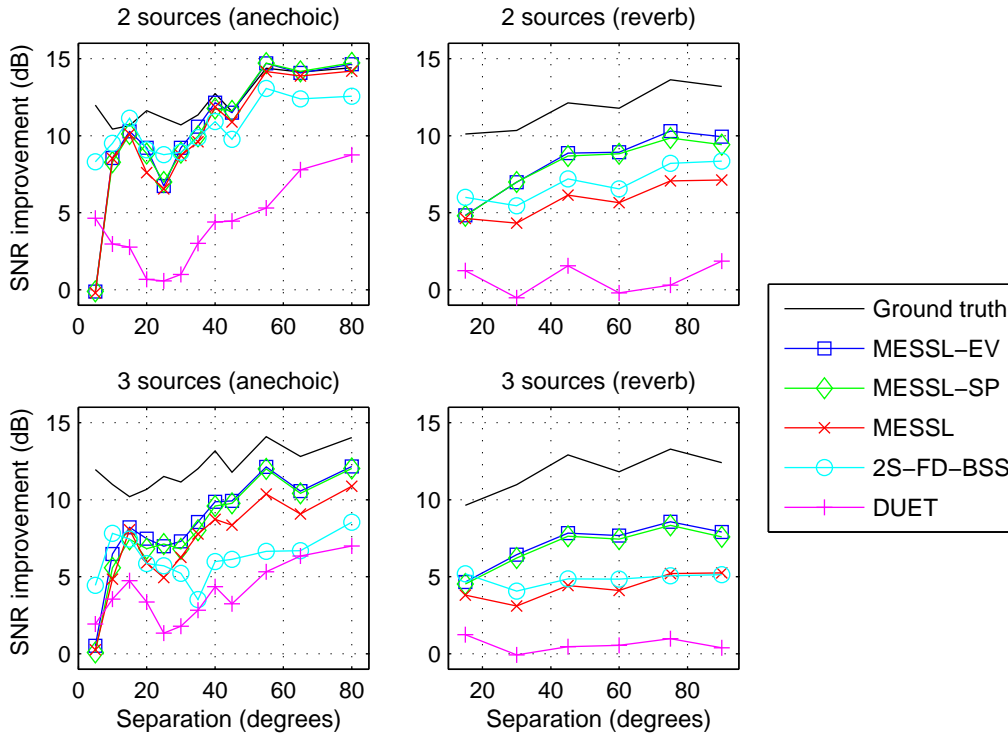 2 sources (anechoic)
2 sources (reverb)
SNR improvement (dB)
15
10
5
0
0 20 40 60 80
15
10
5
0
20 40 60 80
3 sources (anechoic)
3 sources (reverb)
SNR improvement (dB)
15
10
5
0
0 20 40 60 80
Separation (degrees)
15
10
5
0
20 40 60 80
Separation (degrees)
Ground truth
MESSL−EV
MESSL−SP
MESSL
2S−FD−BSS
DUET